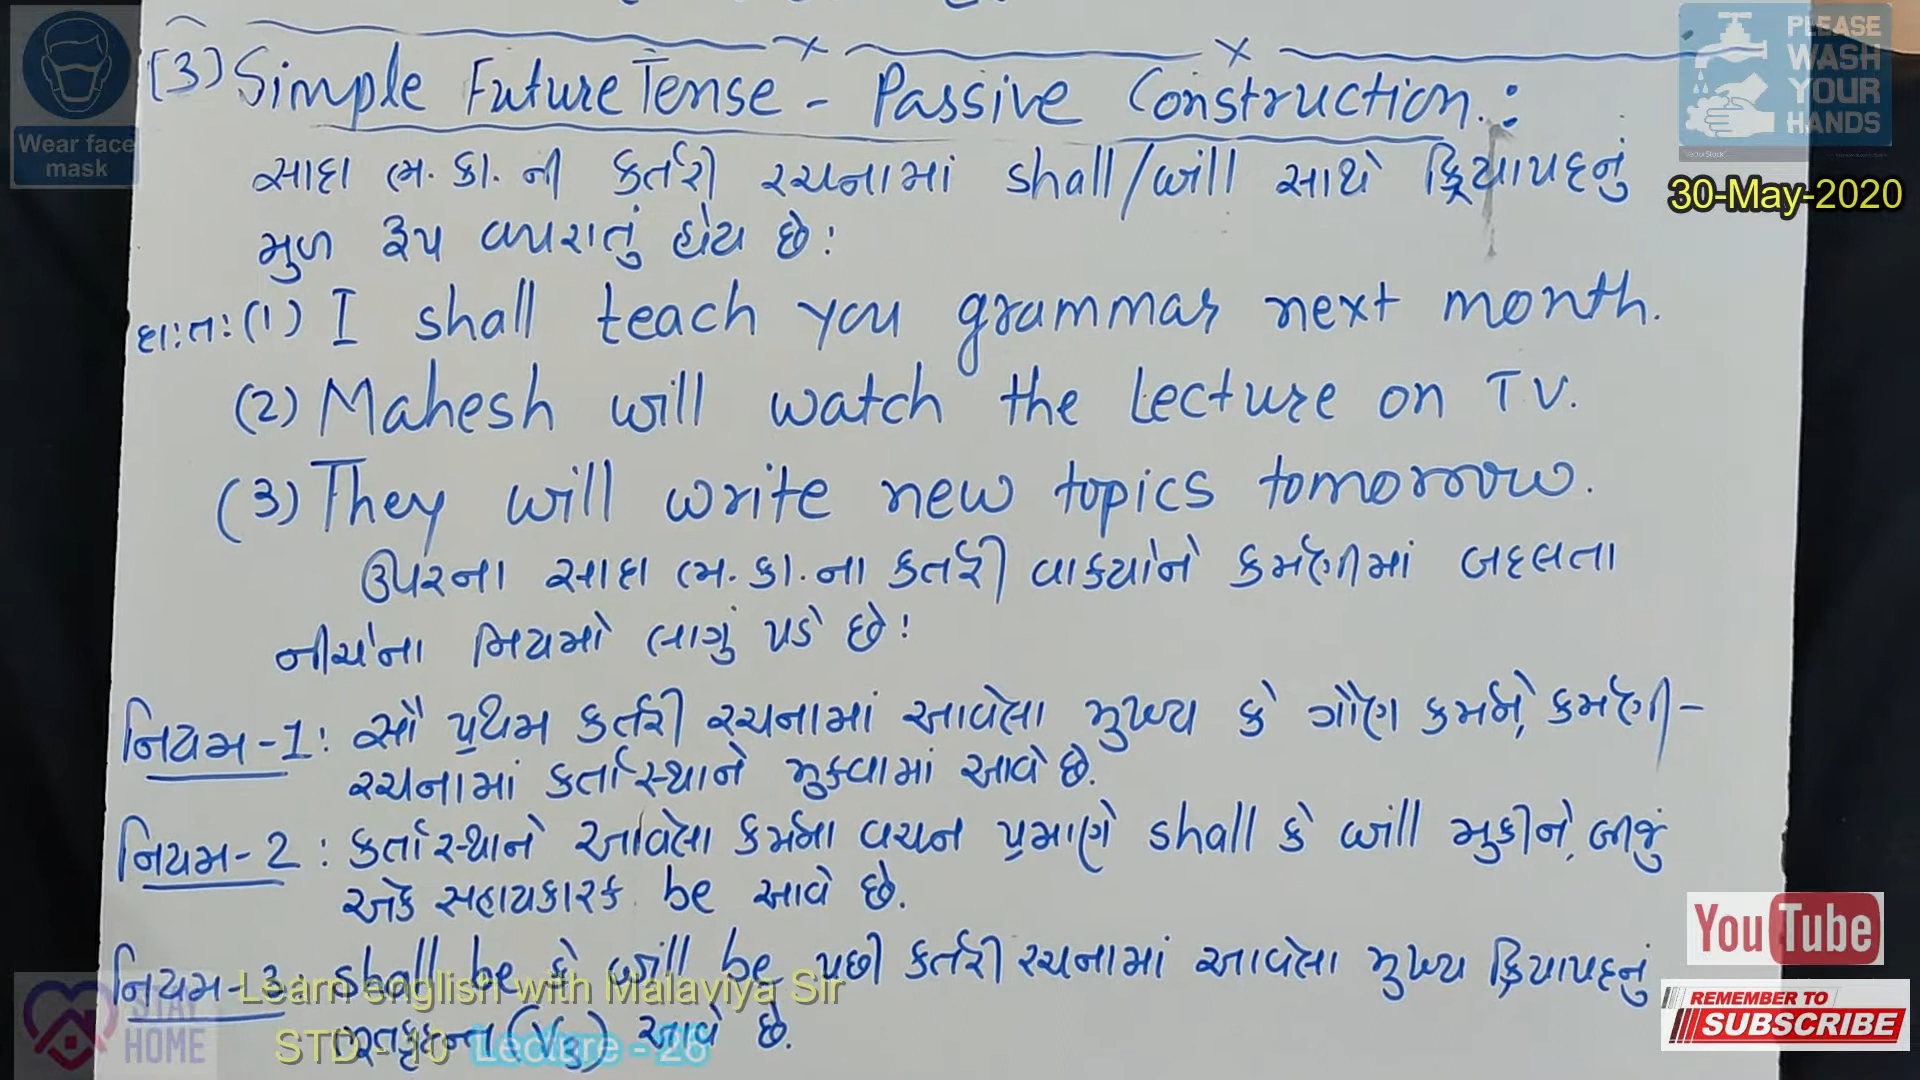 Wear face
mask
PLEASE
WASH
YOUR
HANDS
30-May-2020
(3) Simple Future Tense - Passive Construction.:
સાદા ભ. કા. ની કર્તરી રચનામાં shall/will સાથે ક્રિયાપદનું
મુળ રૂપ વપરાતું હોય છે:
દા:ત: (1) I shall teach you grammar next month.
(2) Mahesh will watch the lecture on TV.
(3) They will write new topics tomorrow.
ઉપરના સાદા ભ. કા. ના કર્તરી વાક્યોને કર્મણીમાં બદલતા
નીચેના નિયમો લાગું પડે છે:
નિયમ-1: સૌ પ્રથમ કર્તરી રચનામાં આવેલા મુખ્ય કે ગૌણ કર્મને, કર્મણી-
રચનામાં કર્તાસ્થાને મુકવામાં આવે છે.
નિયમ-2: કર્તાસ્થાને આવેલા કર્મના વચન પ્રમાણે shall કે will મુકીને, બીજું
એક સહાયકારક be આવે છે.
નિયમ-3: shall be કે will be પછી કર્તરી રચનામાં આવેલા મુખ્ય ક્રિયાપદનું
ભૂતકૃદન્ત (V3) આવે છે.
Learn english with Malaviya Sir
STD - 10 Lecture - 26
STAY
HOME
YouTube
REMEMBER TO
SUBSCRIBE